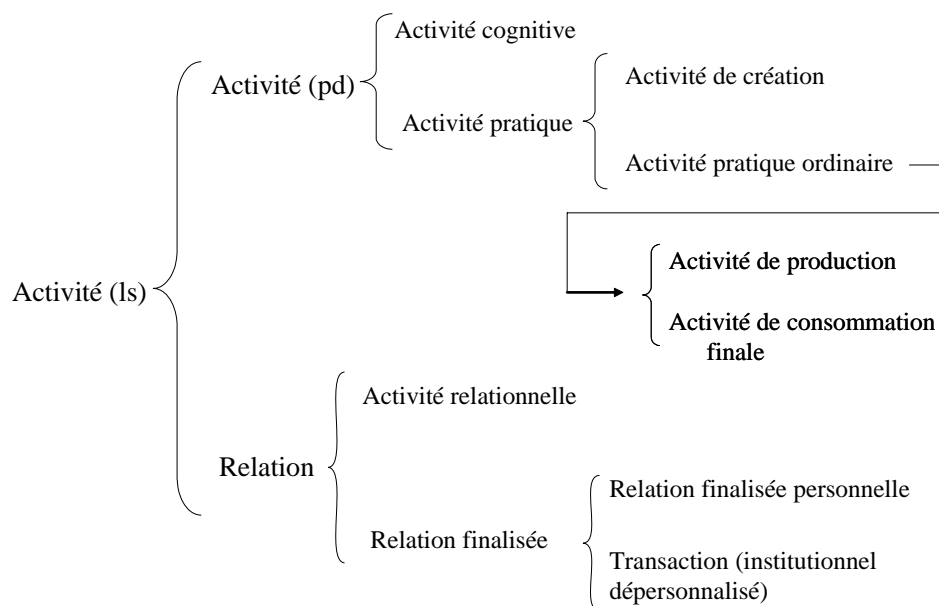 Activité cognitive
Activité (pd)
Activité de création
Activité pratique
Activité pratique ordinaire
Activité de production
Activité (ls)
Activité de consommation
finale
Activité relationnelle
Relation
Relation finalisée personnelle
Relation finalisée
Transaction (institutionnel
dépersonnalisé)